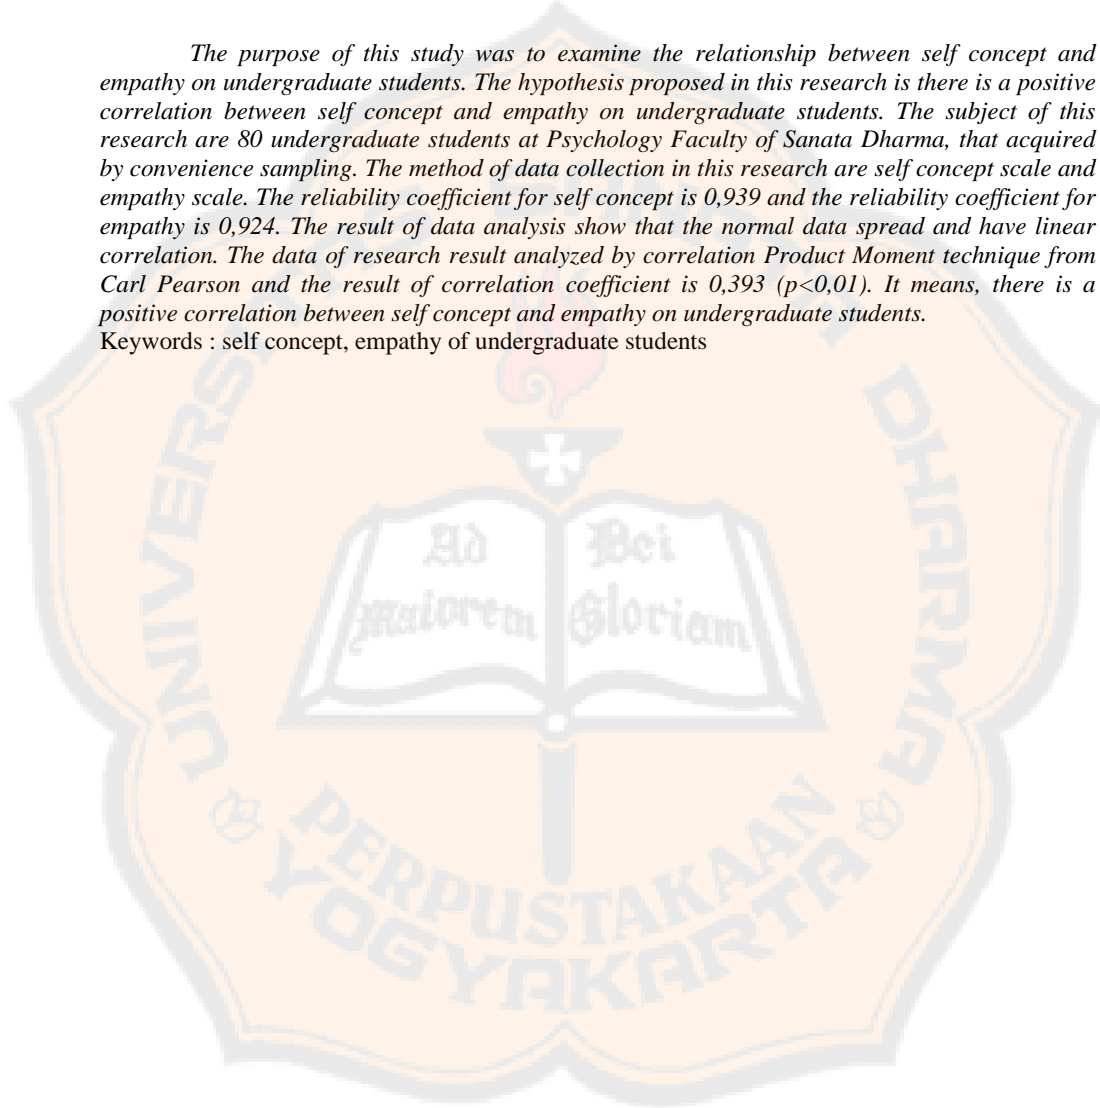 The purpose of this study was to examine the relationship between self concept and
empathy on undergraduate students. The hypothesis proposed in this research is there is a positive
correlation between self concept and empathy on undergraduate students. The subject of this
research are 80 undergraduate students at Psychology Faculty of Sanata Dharma, that acquired
by convenience sampling. The method of data collection in this research are self concept scale and
empathy scale. The reliability coefficient for self concept is 0,939 and the reliability coefficient for
empathy is 0,924. The result of data analysis show that the normal data spread and have linear
correlation. The data of research result analyzed by correlation Product Moment technique from
Carl Pearson and the result of correlation coefficient is 0,393 (p<0,01). It means, there is a
positive correlation between self concept and empathy on undergraduate students.
Keywords : self concept, empathy of undergraduate students
UNIVERSITAS SANATA DHARMA
Ad Dei
Maiorem Gloriam
PERPUSTAKAAN
YOGYAKARTA